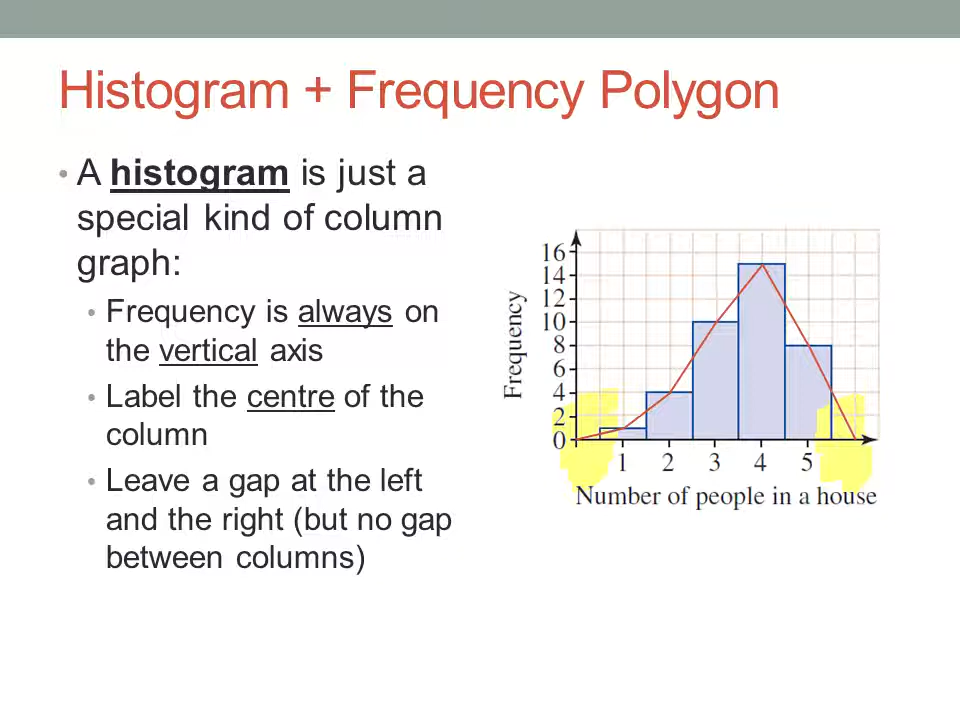 Histogram + Frequency Polygon
• A histogram is just a
special kind of column
graph:
• Frequency is always on
the vertical axis
• Label the centre of the
column
• Leave a gap at the left
and the right (but no gap
between columns)
Frequency
16
14
12
10
8
6
4
2
0
1 2 3 4 5
Number of people in a house